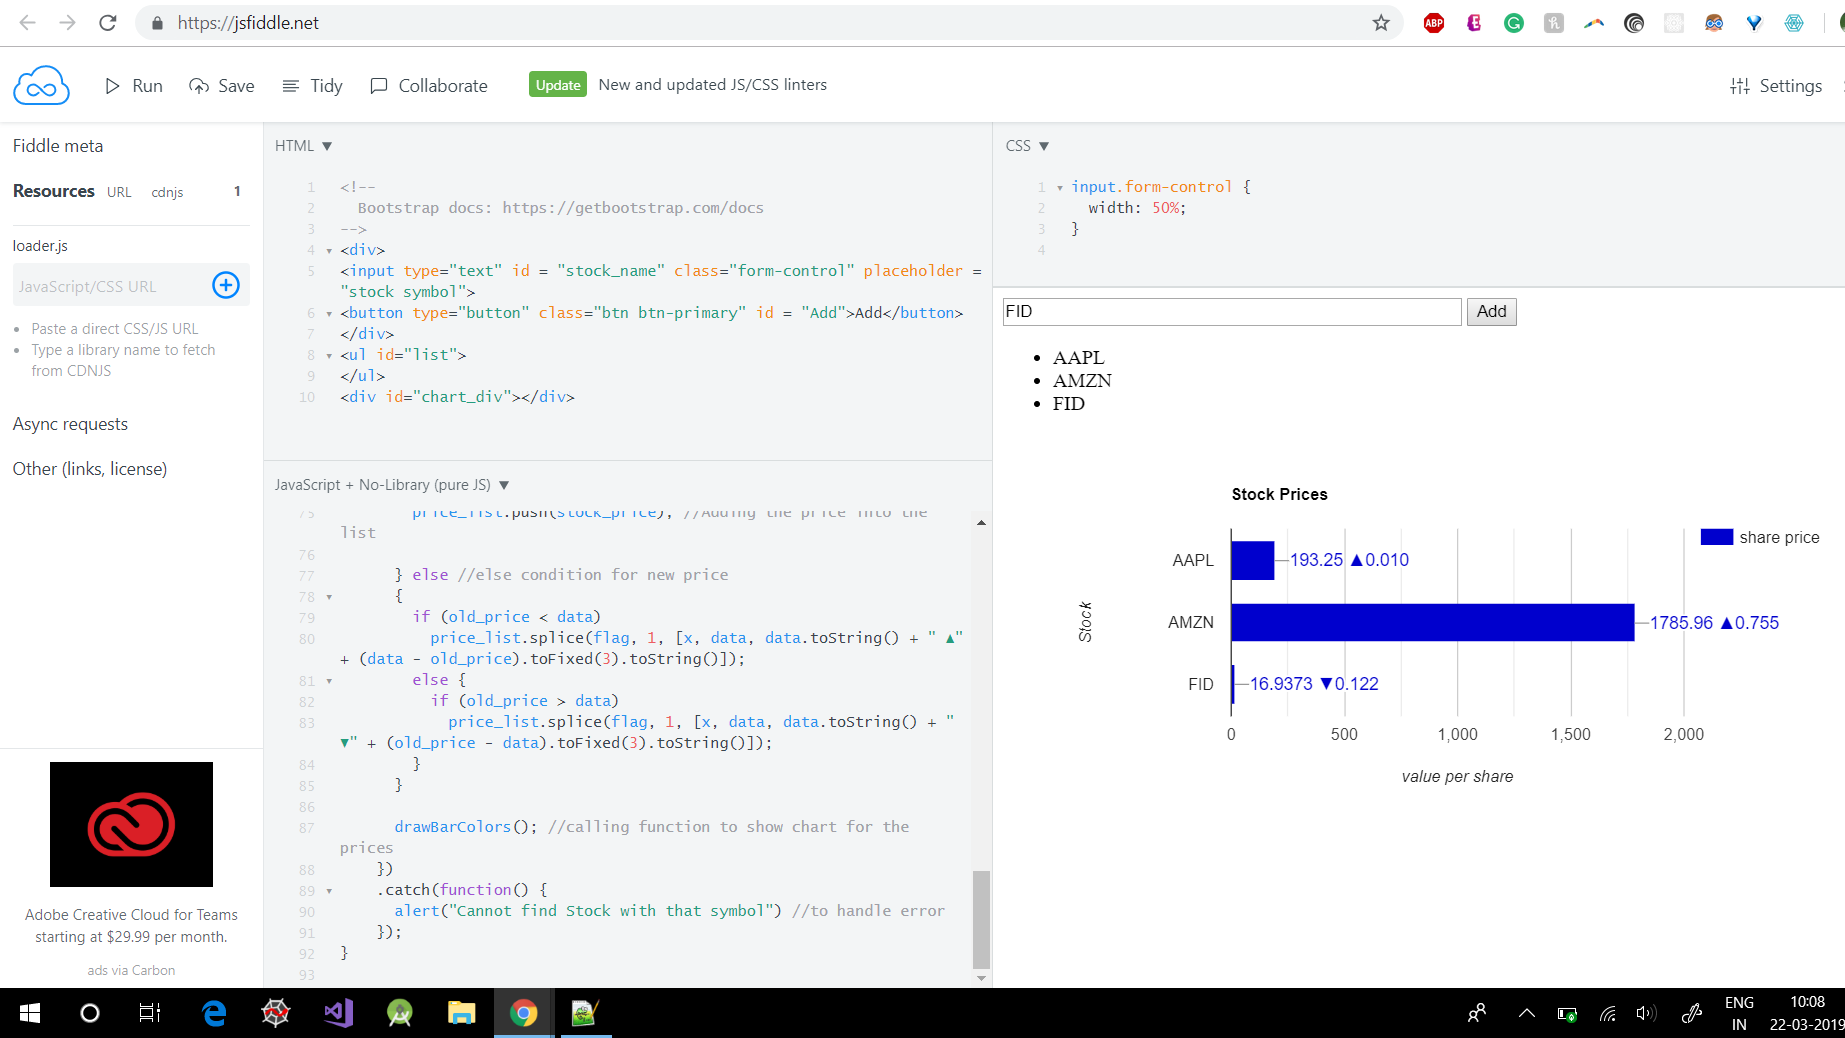 https://jsfiddle.net
ABP
Run
Save
Tidy
Collaborate
Update
New and updated JS/CSS linters
Settings
Fiddle meta
Resources URL cdnjs 1
loader.js
JavaScript/CSS URL
Paste a direct CSS/JS URL
Type a library name to fetch
from CDNJS
Async requests
Other (links, license)
Adobe Creative Cloud for Teams
starting at $29.99 per month.
ads via Carbon
HTML ▼
1 <!--
2 Bootstrap docs: https://getbootstrap.com/docs
3 -->
4 <div>
5 <input type="text" id = "stock_name" class="form-control" placeholder =
"stock symbol">
6 <button type="button" class="btn btn-primary" id = "Add">Add</button>
7 </div>
8 <ul id="list">
9 </ul>
10 <div id="chart_div"></div>
JavaScript + No-Library (pure JS) ▼
75 price_list.push(stock_price); //Adding the price into the
list
76
77 } else //else condition for new price
78 {
79 if (old_price < data)
80 price_list.splice(flag, 1, [x, data, data.toString() + " ▲"
+ (data - old_price).toFixed(3).toString()]);
81 else {
82 if (old_price > data)
83 price_list.splice(flag, 1, [x, data, data.toString() + "
▼" + (old_price - data).toFixed(3).toString()]);
84 }
85 }
86
87 drawBarColors(); //calling function to show chart for the
prices
88 })
89 .catch(function() {
90 alert("Cannot find Stock with that symbol") //to handle error
91 });
92 }
93
CSS ▼
1 input.form-control {
2 width: 50%;
3 }
4
FID Add
AAPL
AMZN
FID
Stock Prices
share price
Stock
AAPL 193.25 ▲0.010
AMZN 1785.96 ▲0.755
FID 16.9373 ▼0.122
0 500 1,000 1,500 2,000
value per share
ENG
IN
10:08
22-03-2019